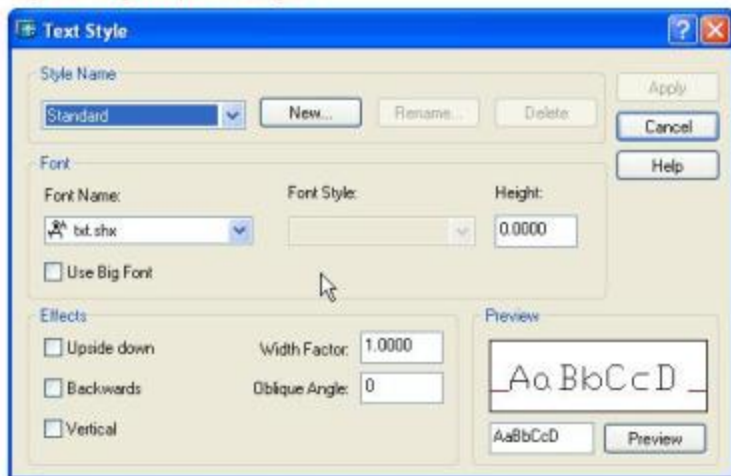 Text Style
Style Name
Standard
New...
Rename...
Delete
Apply
Cancel
Help
Font
Font Name:
Font Style:
Height:
txt.shx
0.0000
Use Big Font
Effects
Upside down
Width Factor: 1.0000
Backwards
Oblique Angle: 0
Vertical
Preview
AaBbCcD
AaBbCcD
Preview